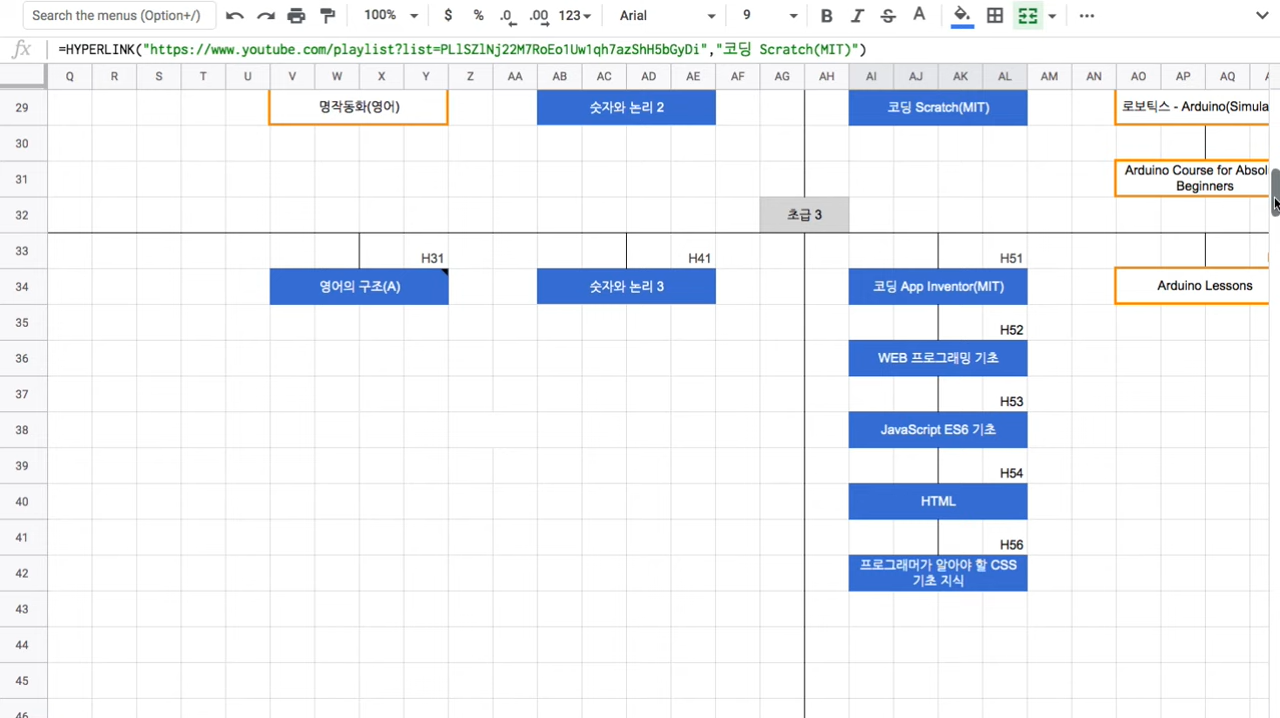 Search the menus (Option+/)
100%
$
%
.0
.00
123
Arial
9
B
I
S
A
fx
=HYPERLINK("https://www.youtube.com/playlist?list=PLlSZlNj22M7RoEo1Uw1qh7azShH5bGyDi","코딩 Scratch(MIT)")
Q R S T U V W X Y Z AA AB AC AD AE AF AG AH AI AJ AK AL AM AN AO AP AQ
29 명작동화(영어) 숫자와 논리 2 코딩 Scratch(MIT) 로보틱스 - Arduino(Simula
30
31 Arduino Course for Absol
Beginners
32 초급 3
33 H31 H41 H51
34 영어의 구조(A) 숫자와 논리 3 코딩 App Inventor(MIT) Arduino Lessons
35 H52
36 WEB 프로그래밍 기초
37 H53
38 JavaScript ES6 기초
39 H54
40 HTML
41 H56
42 프로그래머가 알아야 할 CSS
기초 지식
43
44
45
46